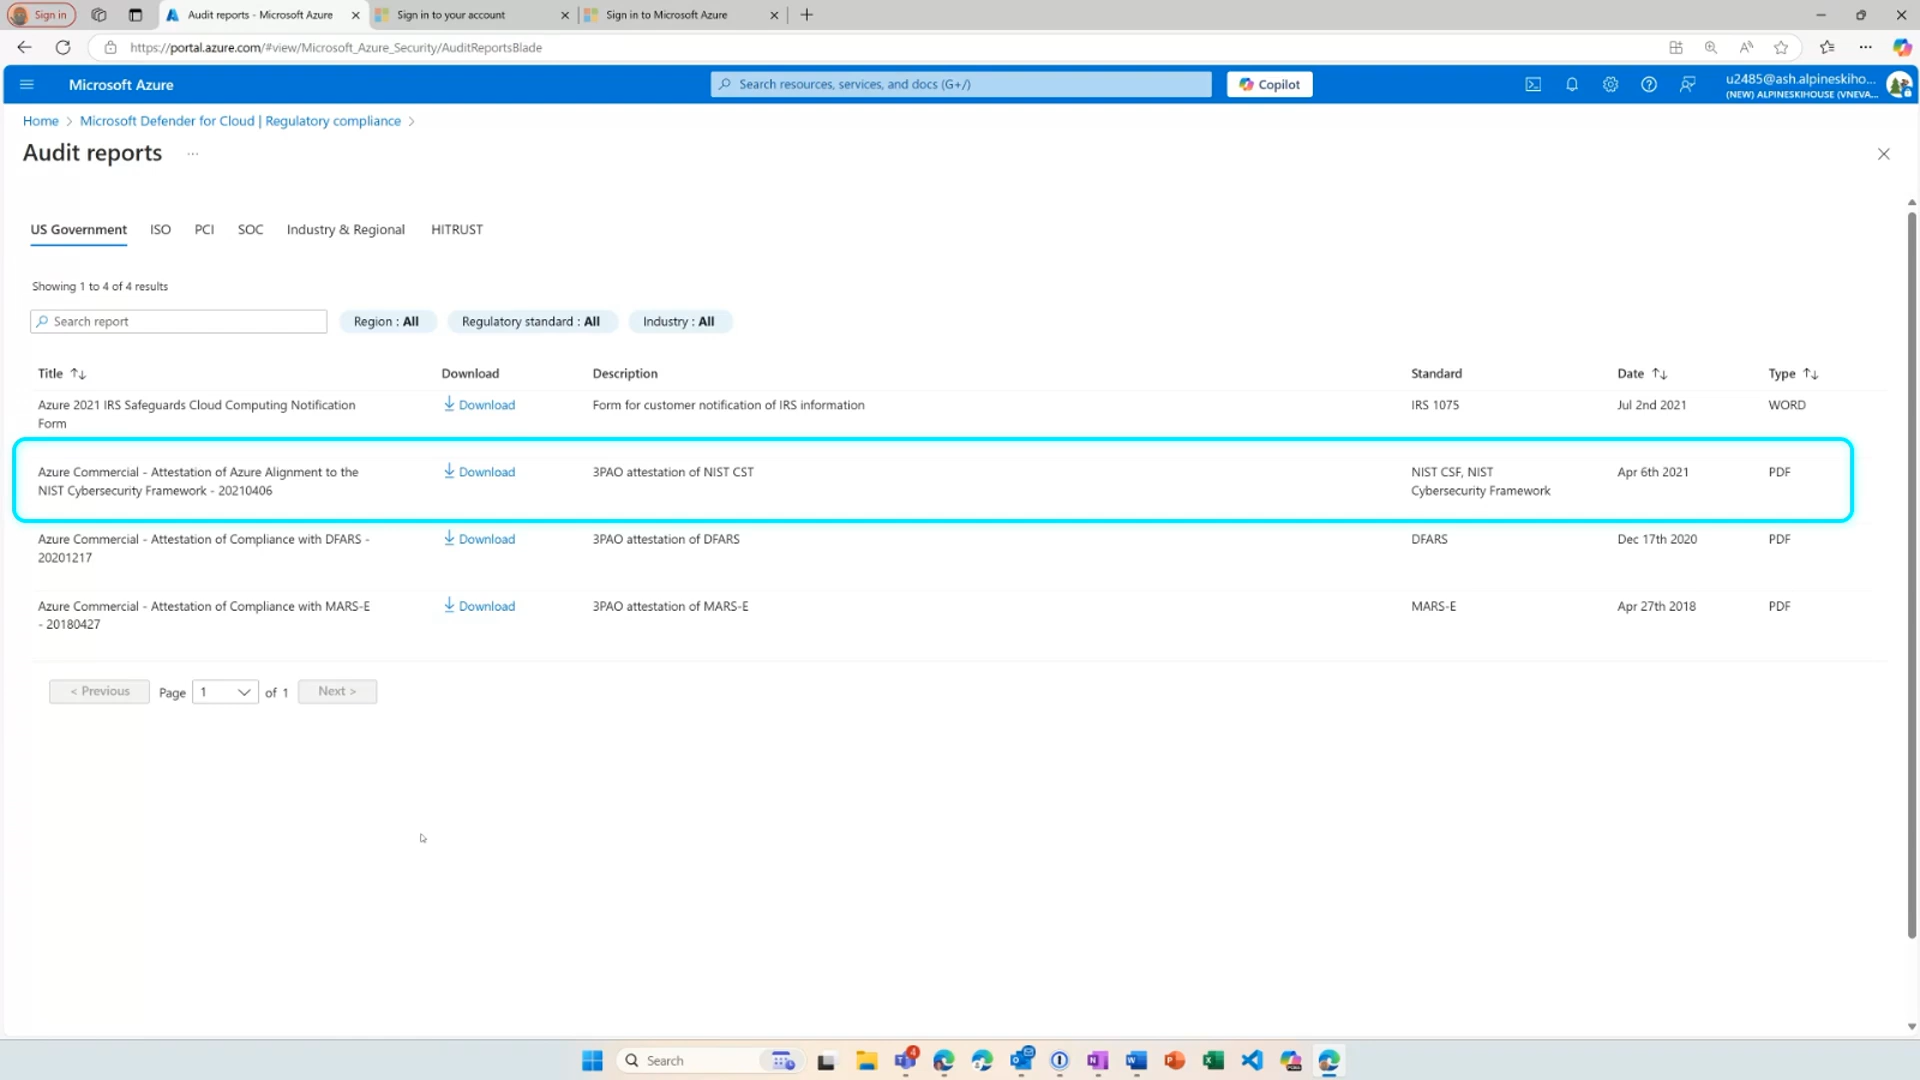 Sign in
Audit reports - Microsoft Azure
Sign in to your account
Sign in to Microsoft Azure
https://portal.azure.com/#view/Microsoft_Azure_Security/AuditReportsBlade
Microsoft Azure
Search resources, services, and docs (G+/)
Copilot
u2485@ash.alpineskiho...
(NEW) ALPINESKIHOUSE (VNEVA...
Home > Microsoft Defender for Cloud | Regulatory compliance >
Audit reports ...
US Government ISO PCI SOC Industry & Regional HITRUST
Showing 1 to 4 of 4 results
Search report
Region : All
Regulatory standard : All
Industry : All
Title Download Description Standard Date Type
Azure 2021 IRS Safeguards Cloud Computing Notification
Form
Download
Form for customer notification of IRS information
IRS 1075
Jul 2nd 2021
WORD
Azure Commercial - Attestation of Azure Alignment to the
NIST Cybersecurity Framework - 20210406
Download
3PAO attestation of NIST CST
NIST CSF, NIST
Cybersecurity Framework
Apr 6th 2021
PDF
Azure Commercial - Attestation of Compliance with DFARS -
20201217
Download
3PAO attestation of DFARS
DFARS
Dec 17th 2020
PDF
Azure Commercial - Attestation of Compliance with MARS-E
- 20180427
Download
3PAO attestation of MARS-E
MARS-E
Apr 27th 2018
PDF
< Previous Page 1 of 1 Next >
Search
4